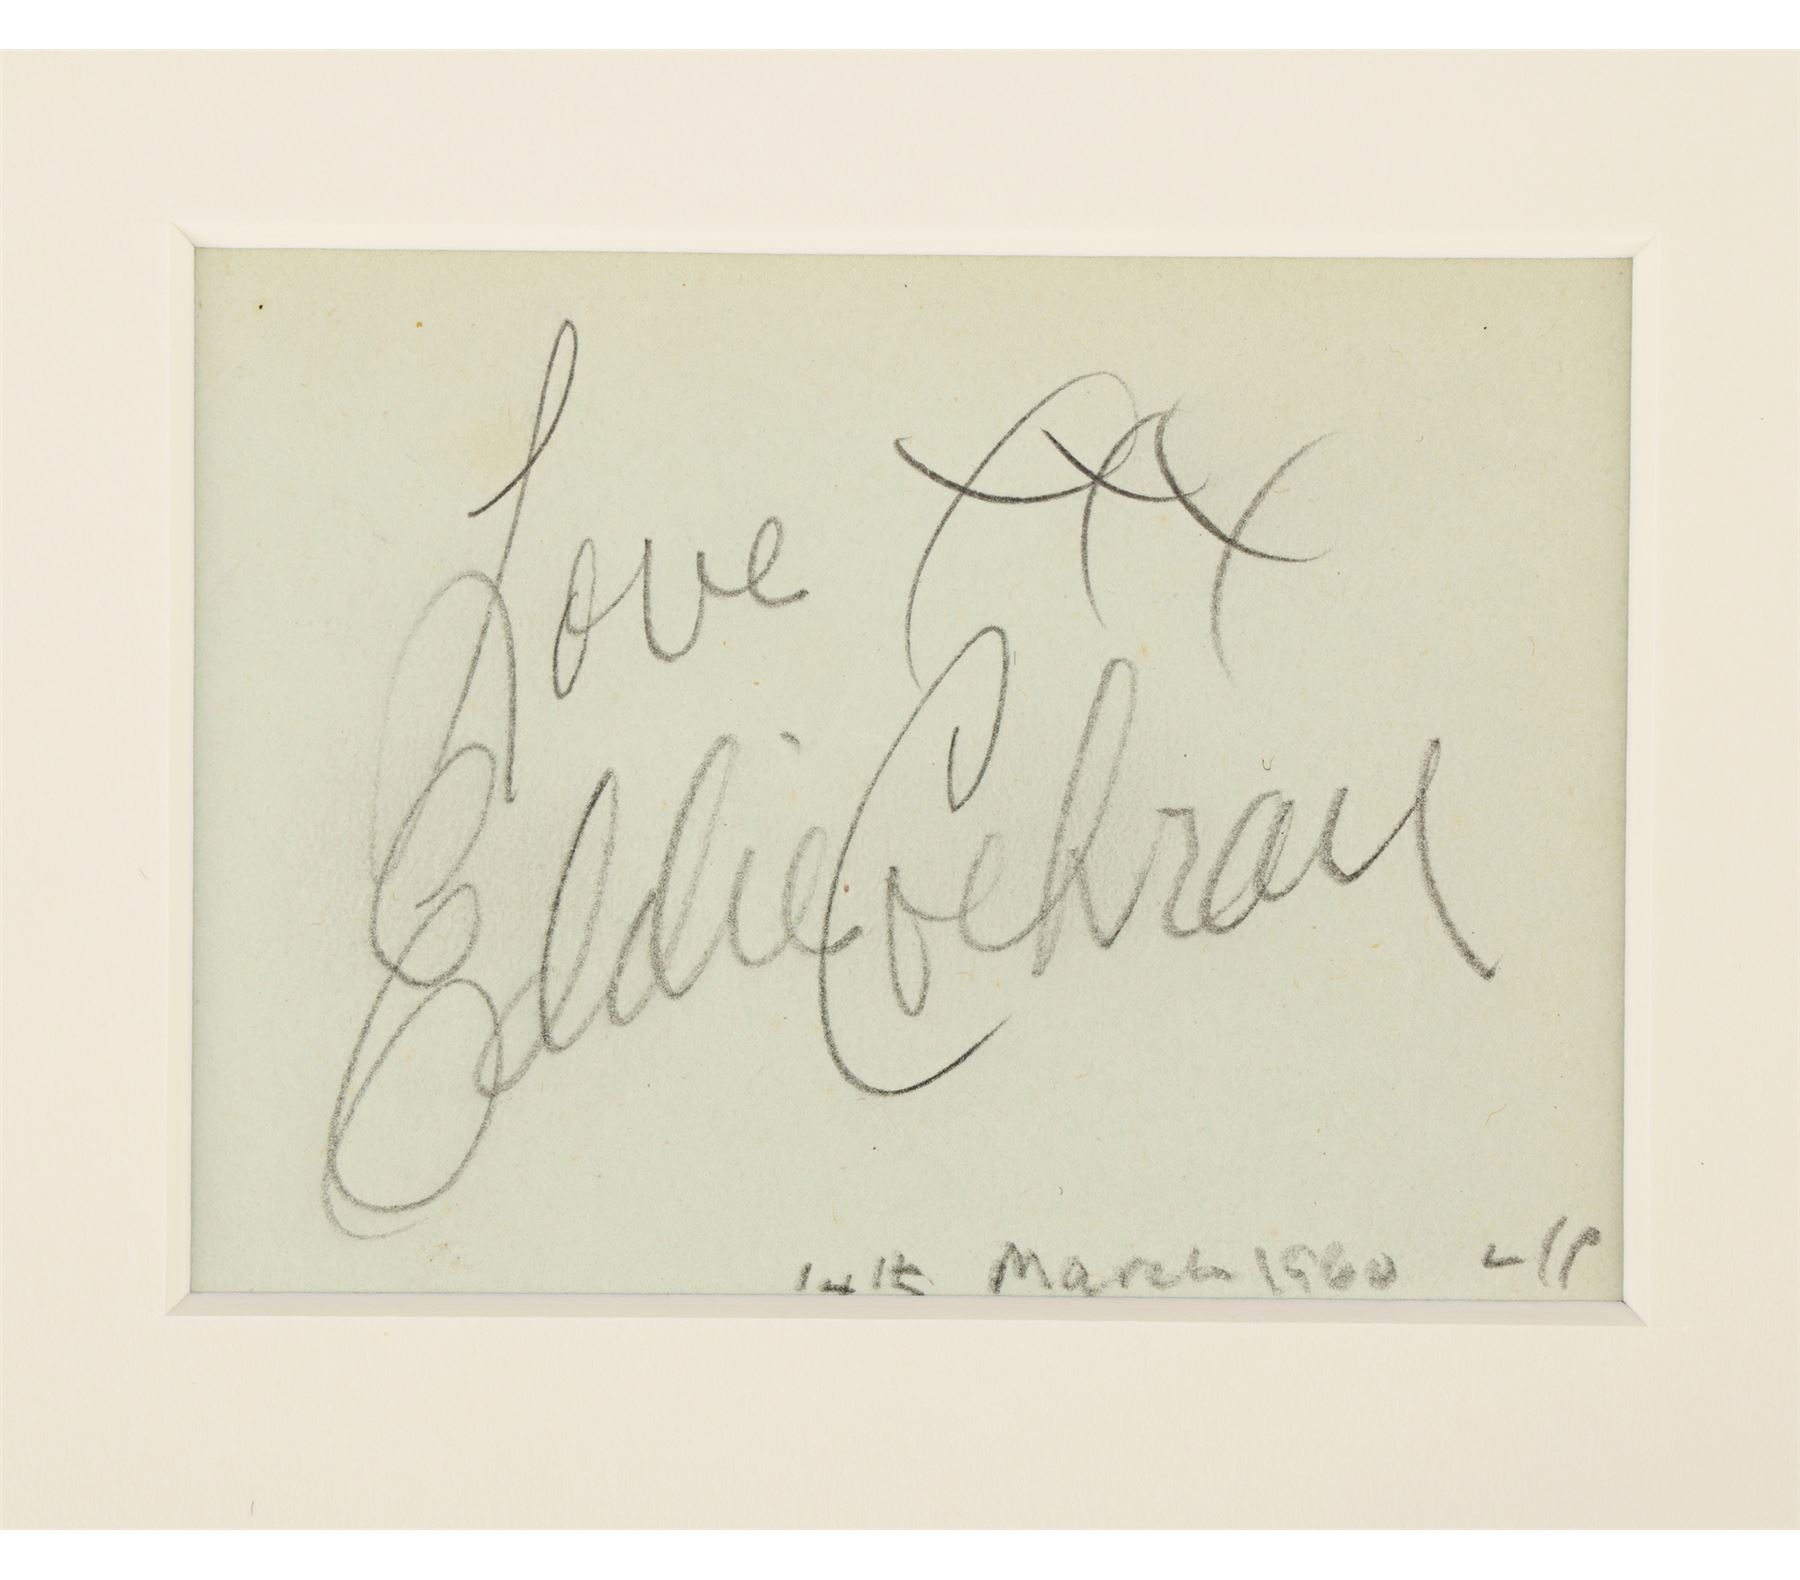 Love xxx
Eddie Cochran
14th March 1960 L/P